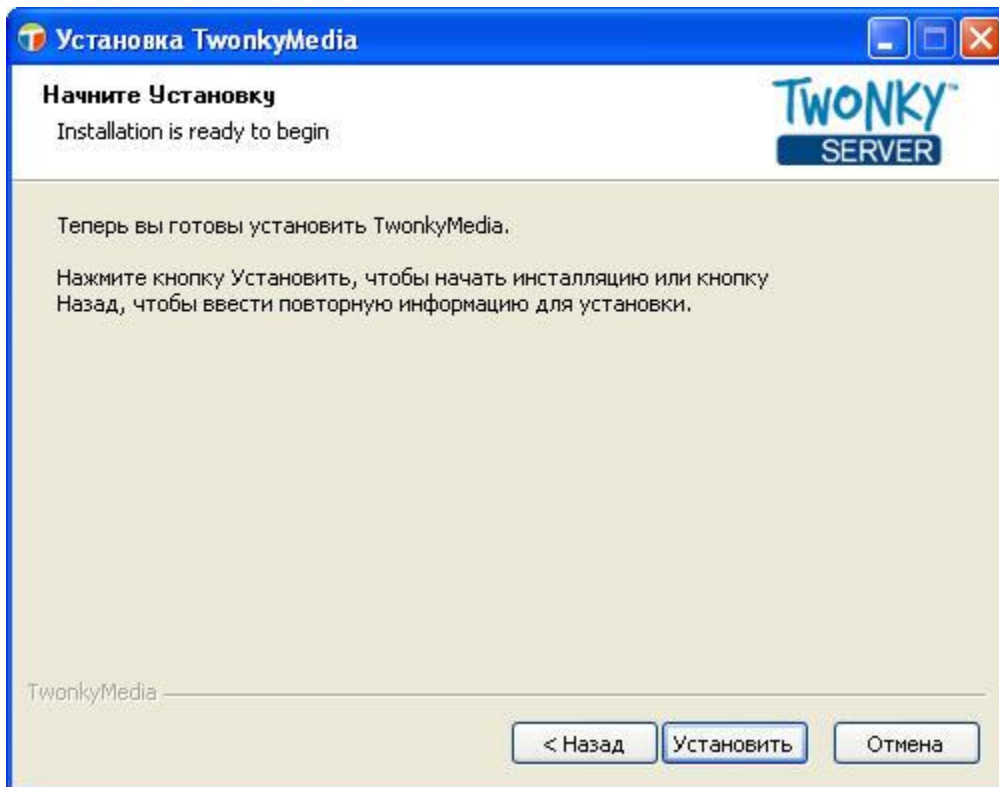 Установка TwonkyMedia
Начните Установку
Installation is ready to begin
TWONKY™
SERVER
Теперь вы готовы установить TwonkyMedia.
Нажмите кнопку Установить, чтобы начать инсталляцию или кнопку
Назад, чтобы ввести повторную информацию для установки.
TwonkyMedia
< Назад
Установить
Отмена